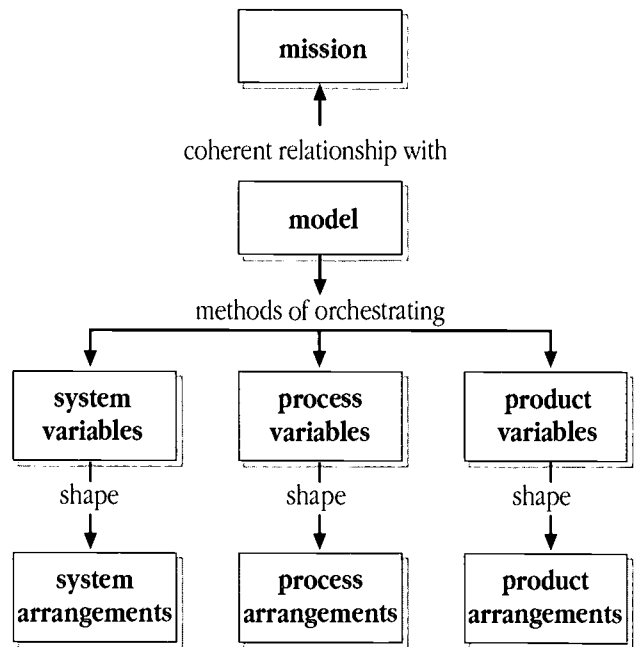 mission
coherent relationship with
model
methods of orchestrating
system
variables
process
variables
product
variables
shape
shape
shape
system
arrangements
process
arrangements
product
arrangements